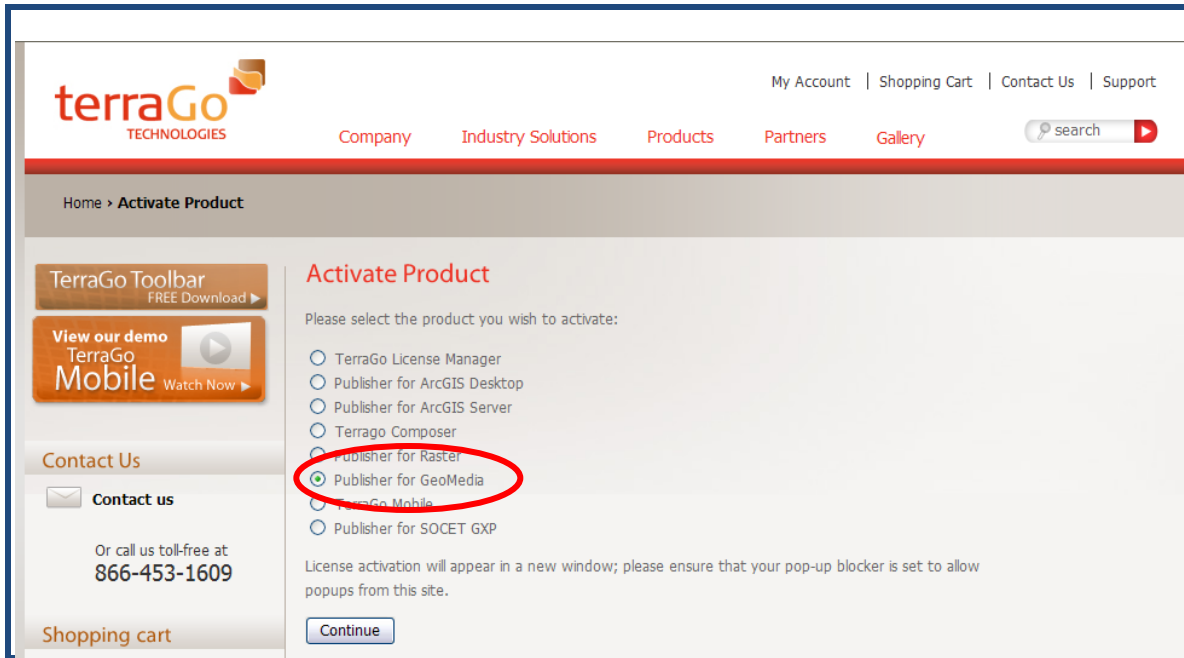 terraGo
TECHNOLOGIES
My Account | Shopping Cart | Contact Us | Support
Company Industry Solutions Products Partners Gallery
search
Home › Activate Product
TerraGo Toolbar
FREE Download
View our demo
TerraGo
Mobile Watch Now
Contact Us
Contact us
Or call us toll-free at
866-453-1609
Shopping cart
Activate Product
Please select the product you wish to activate:
TerraGo License Manager
Publisher for ArcGIS Desktop
Publisher for ArcGIS Server
Terrago Composer
Publisher for Raster
Publisher for GeoMedia
TerraGo Mobile
Publisher for SOCET GXP
License activation will appear in a new window; please ensure that your pop-up blocker is set to allow
popups from this site.
Continue